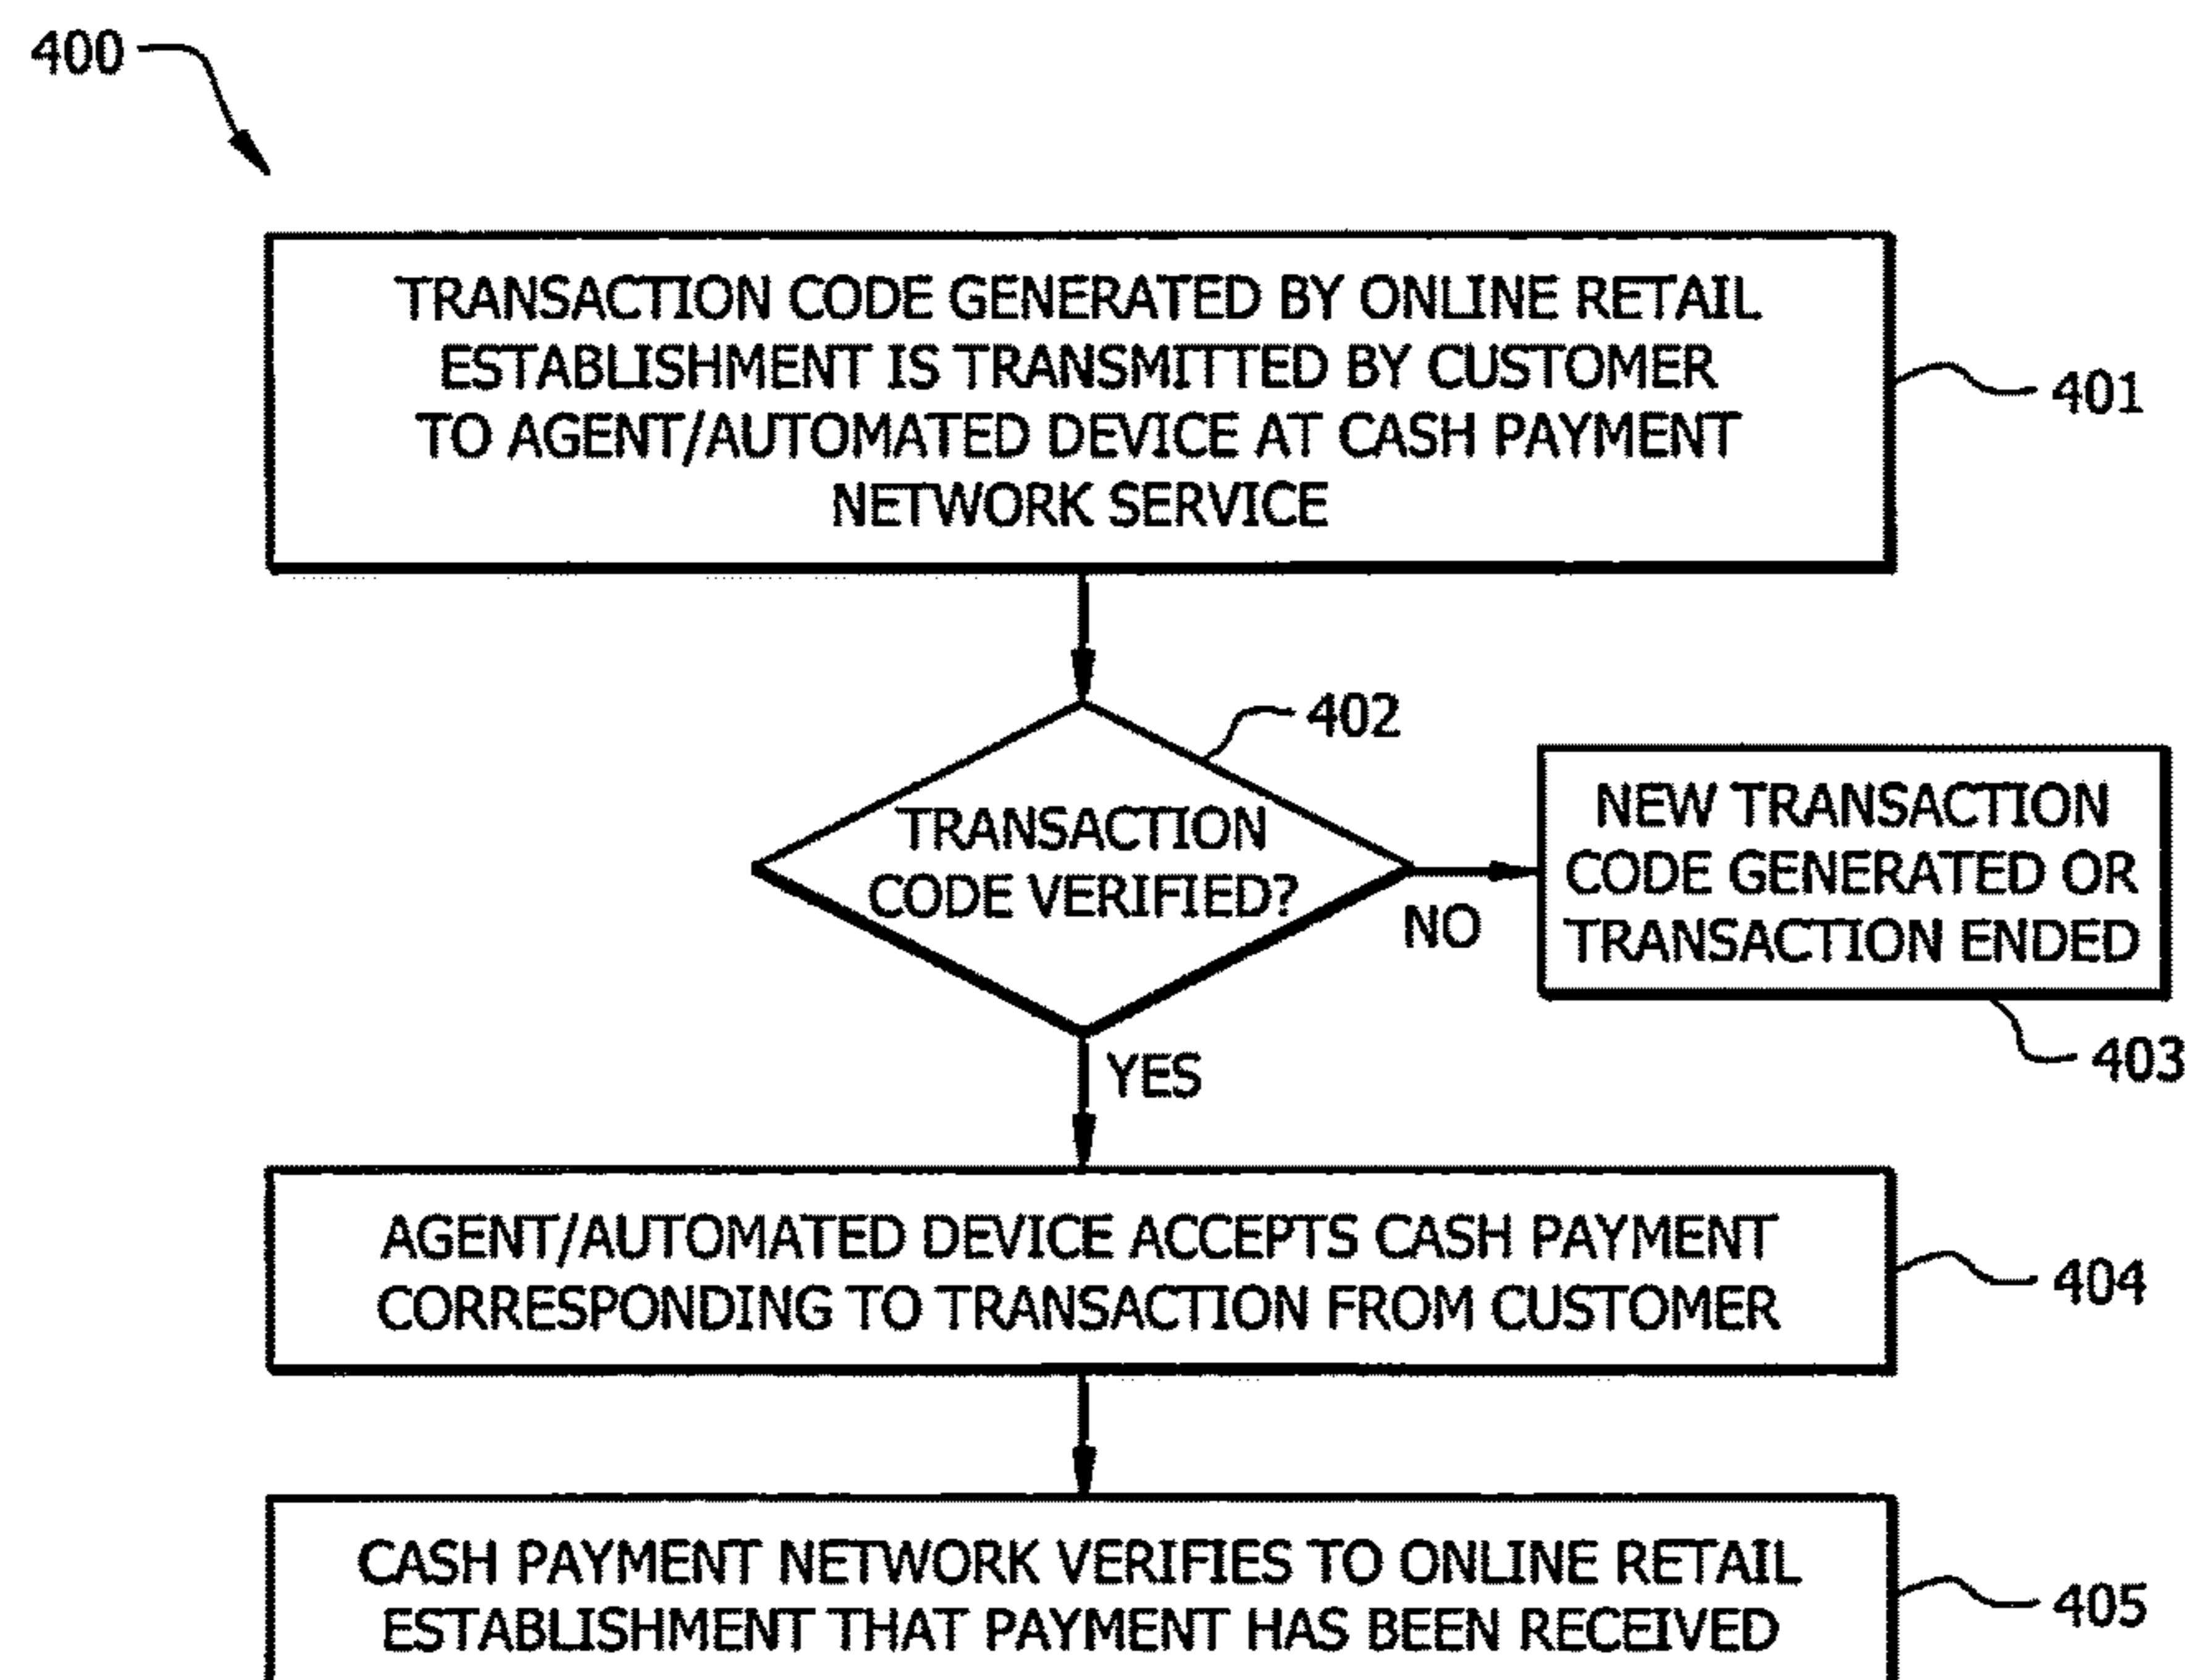 400
TRANSACTION CODE GENERATED BY ONLINE RETAIL
ESTABLISHMENT IS TRANSMITTED BY CUSTOMER
TO AGENT/AUTOMATED DEVICE AT CASH PAYMENT
NETWORK SERVICE
401
402
TRANSACTION
CODE VERIFIED?
NO
NEW TRANSACTION
CODE GENERATED OR
TRANSACTION ENDED
403
YES
AGENT/AUTOMATED DEVICE ACCEPTS CASH PAYMENT
CORRESPONDING TO TRANSACTION FROM CUSTOMER
404
CASH PAYMENT NETWORK VERIFIES TO ONLINE RETAIL
ESTABLISHMENT THAT PAYMENT HAS BEEN RECEIVED
405